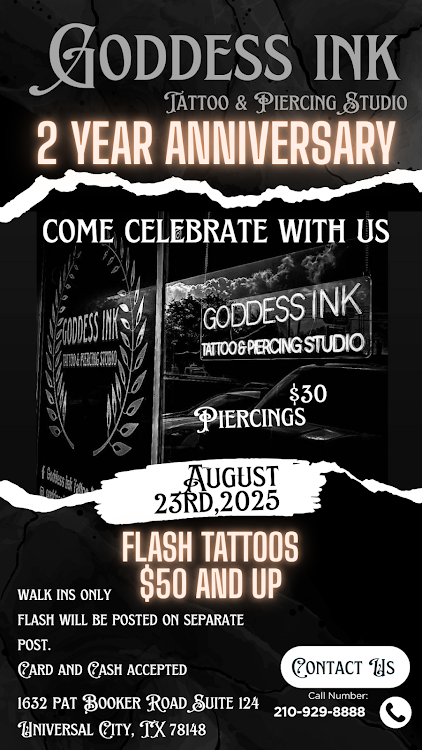 Goddess ink
Tattoo & Piercing Studio
2 YEAR ANNIVERSARY
COME CELEBRATE WITH US
GODDESS INK
TATTOO & PIERCING STUDIO
GODDESS INK
TATTOO & PIERCING STUDIO
$30
Piercings
Goddess Ink Tattoo
August
23rd,2025
FLASH TATTOOS
$50 AND UP
walk ins only
flash will be posted on separate
post.
Card and Cash accepted
1632 pat Booker Road Suite 124
Universal City, TX 78148
Contact Us
Call Number:
210-929-8888